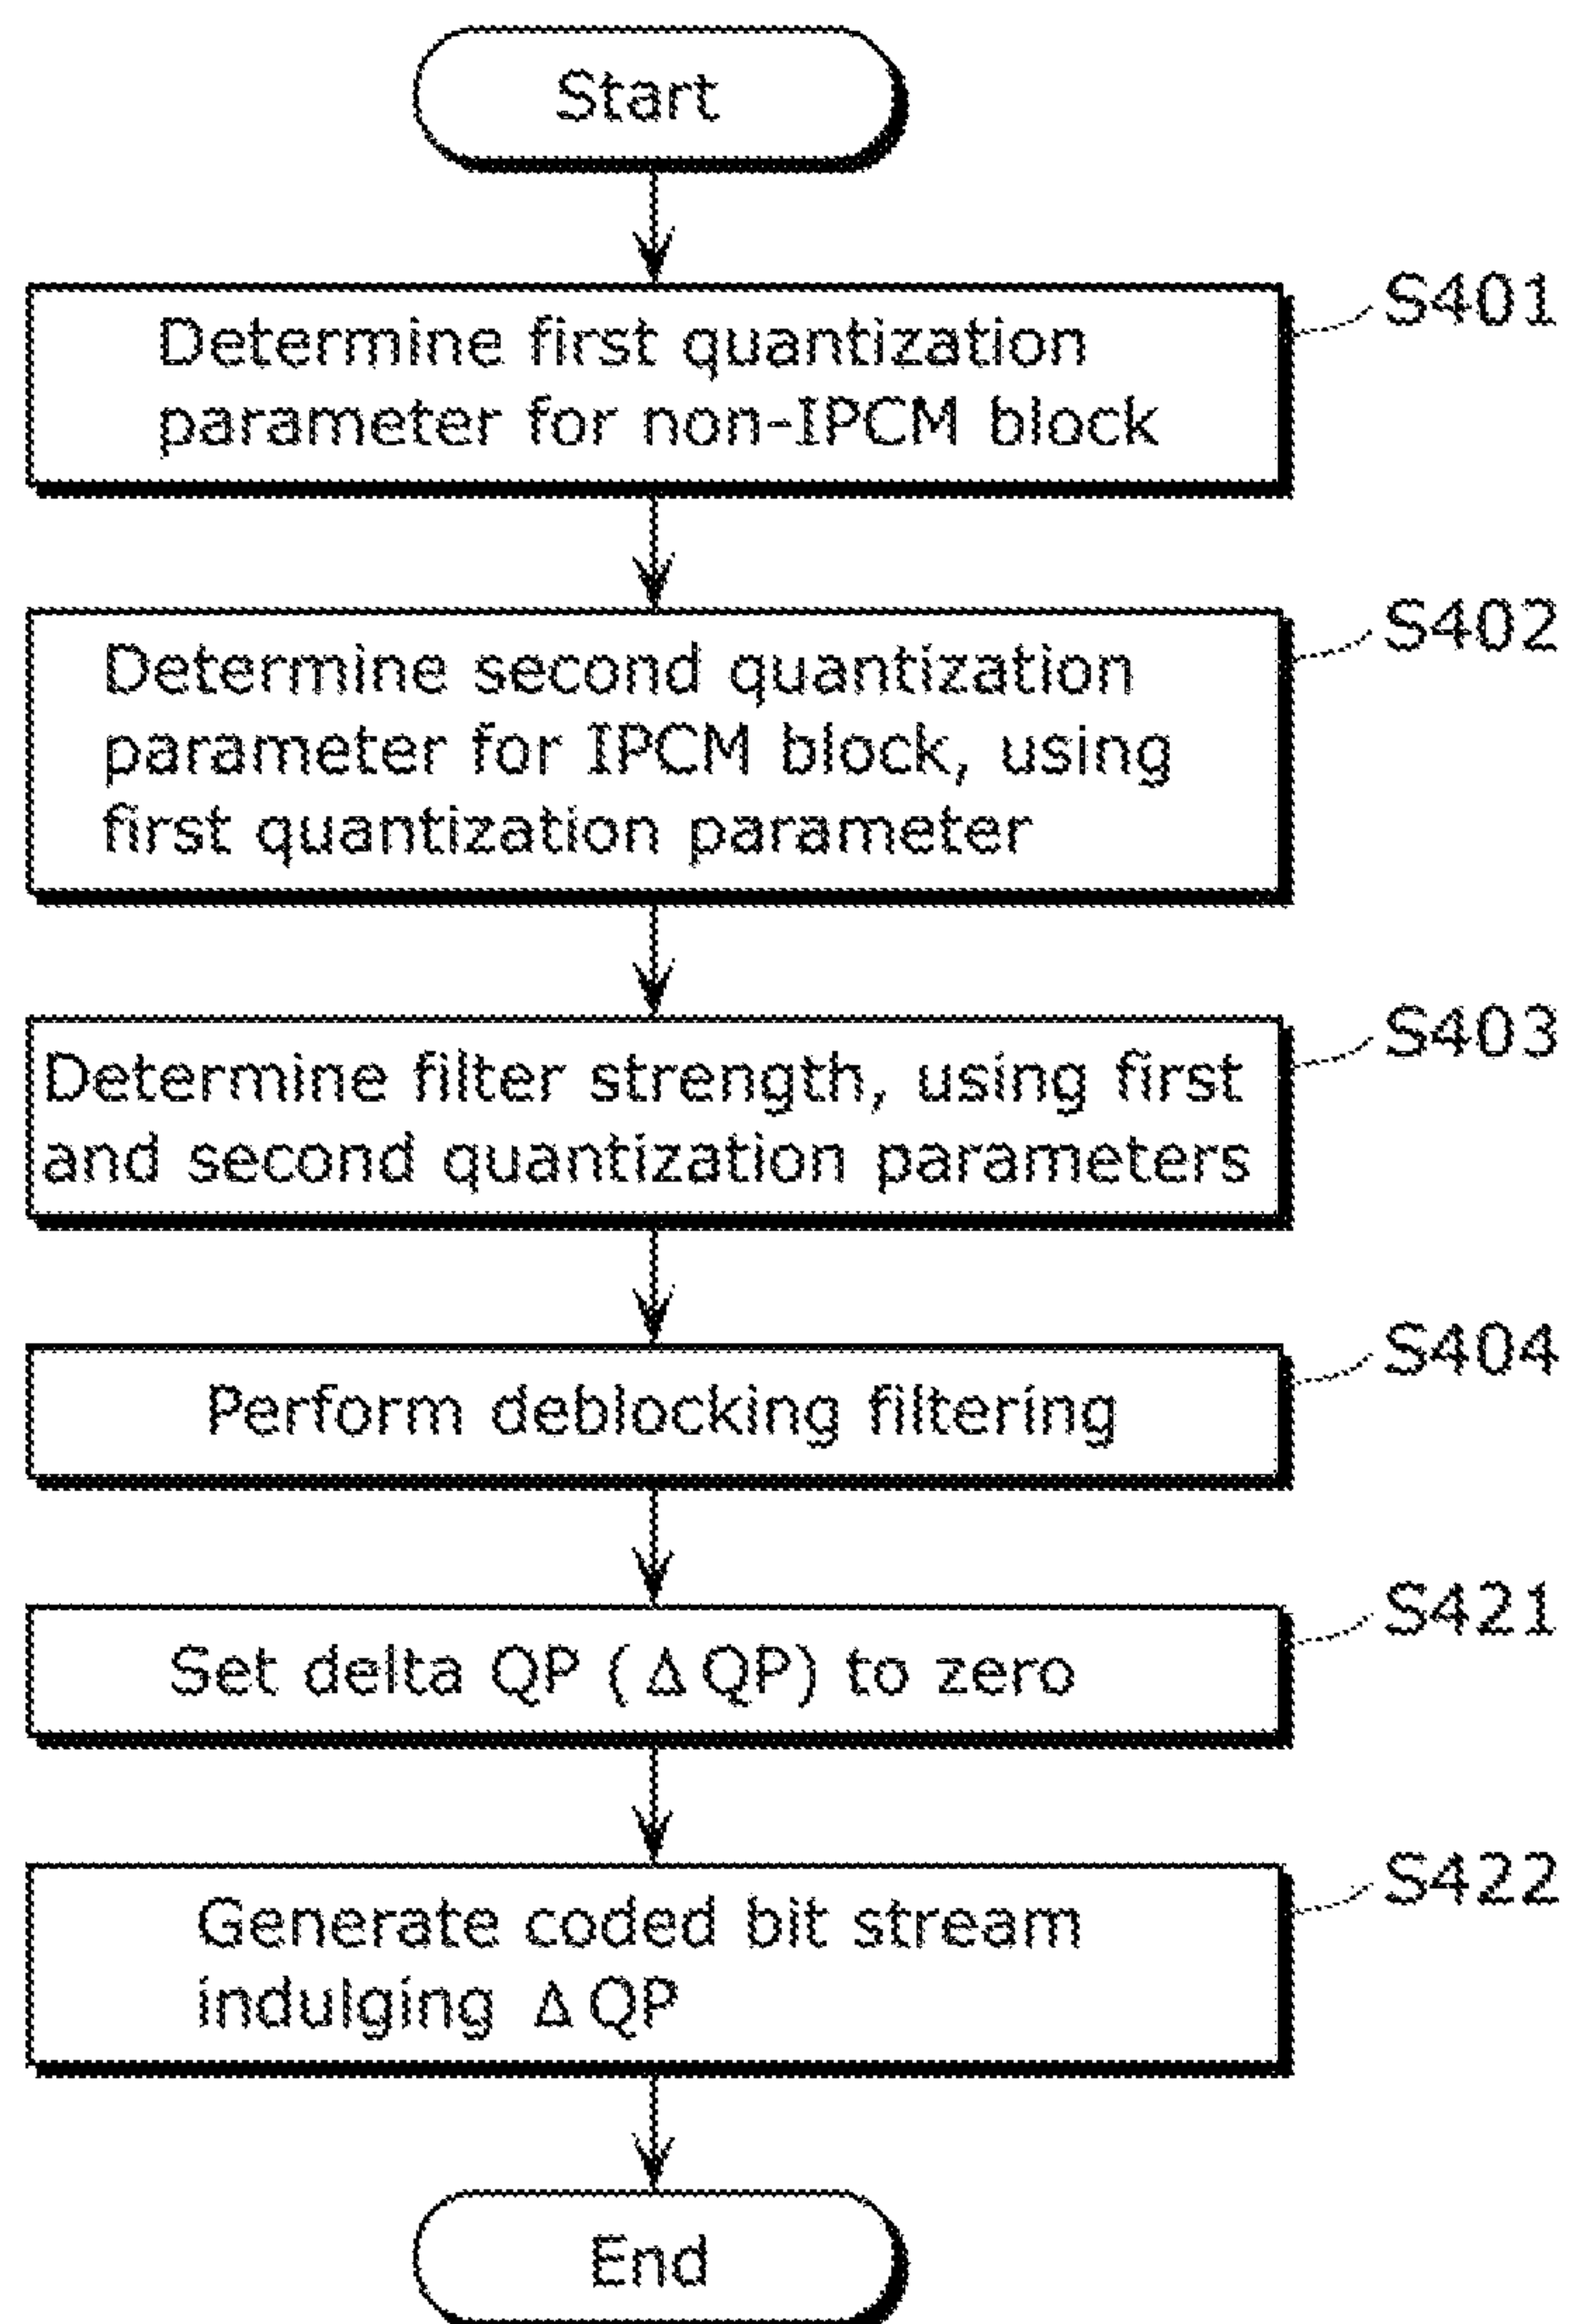 Start
S401
Determine first quantization
parameter for non-IPCM block
S402
Determine second quantization
parameter for IPCM block, using
first quantization parameter
S403
Determine filter strength, using first
and second quantization parameters
S404
Perform deblocking filtering
S421
Set delta QP (ΔQP) to zero
S422
Generate coded bit stream
indulging ΔQP
End